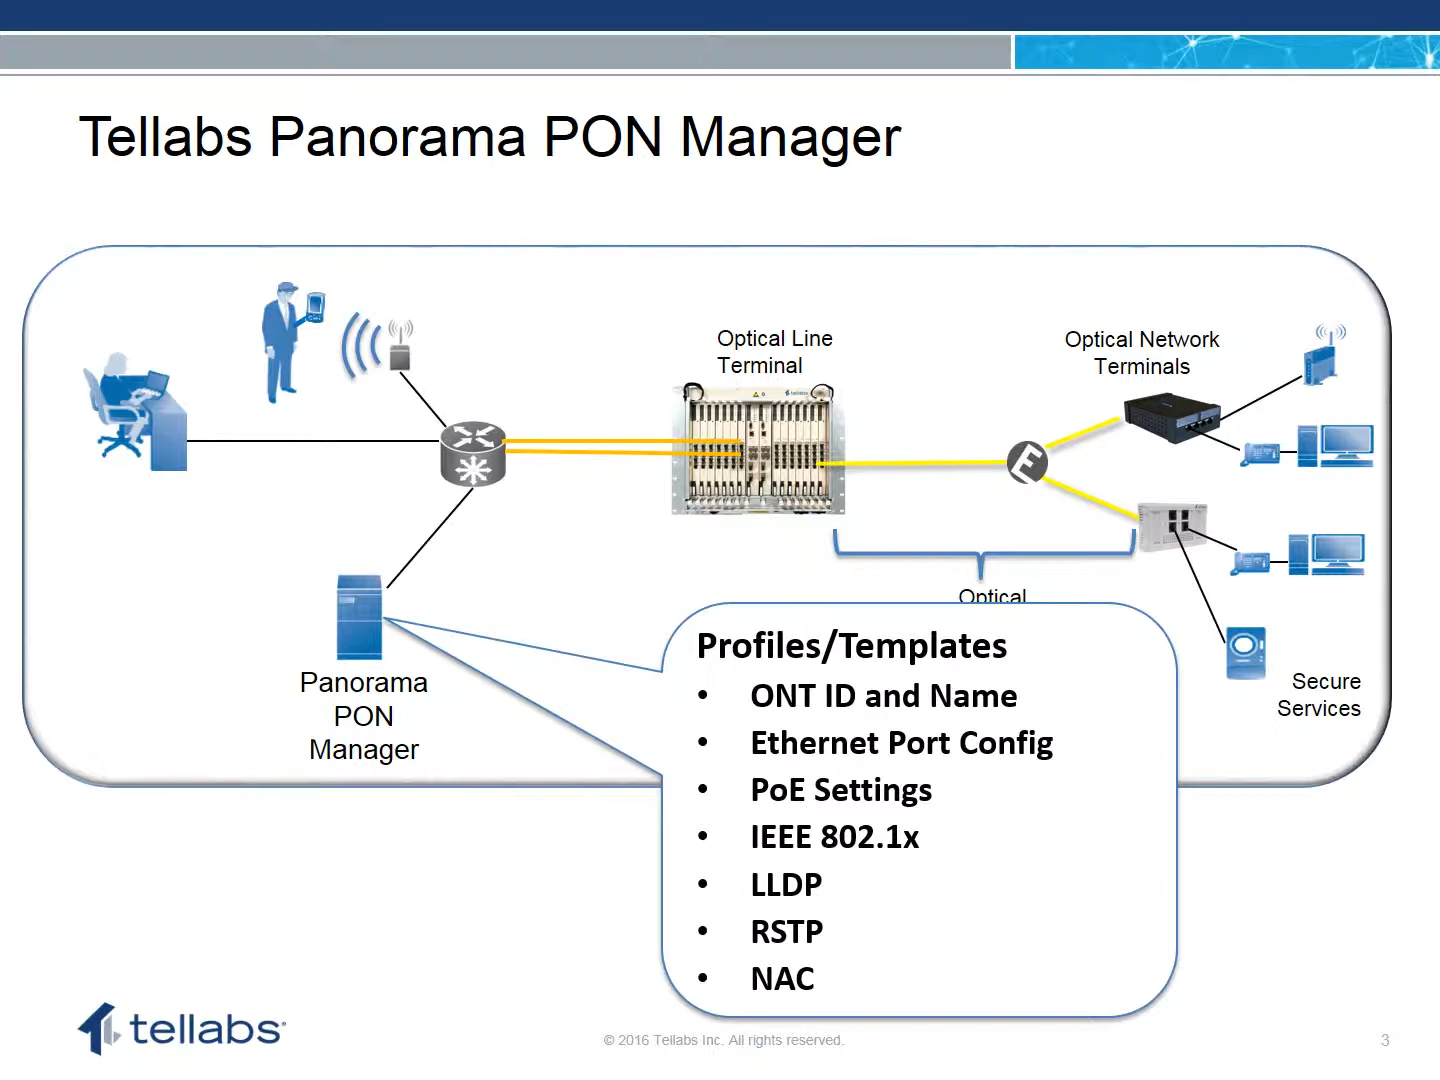 Tellabs Panorama PON Manager
Optical Line
Terminal
Optical Network
Terminals
tellabs
Optical
Panorama
PON
Manager
Secure
Services
Profiles/Templates
• ONT ID and Name
• Ethernet Port Config
• PoE Settings
• IEEE 802.1x
• LLDP
• RSTP
• NAC
tellabs
© 2016 Tellabs Inc. All rights reserved.
3